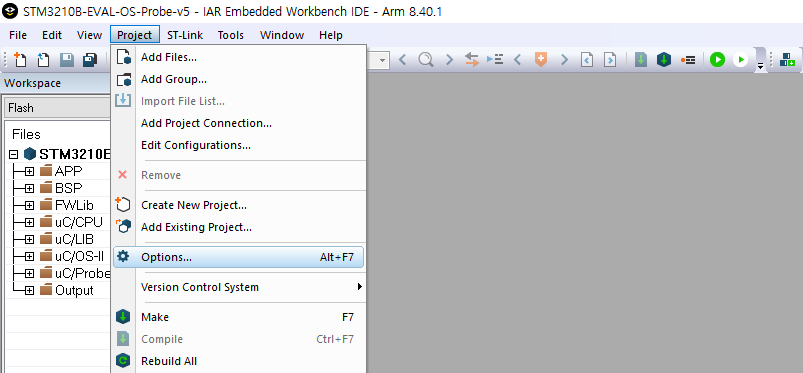 STM3210B-EVAL-OS-Probe-v5 - IAR Embedded Workbench IDE - Arm 8.40.1
File Edit View Project ST-Link Tools Window Help
Workspace
Flash
Files
STM3210E
APP
BSP
FWLib
uC/CPU
uC/LIB
uC/OS-II
uC/Probe
Output
Add Files...
Add Group...
Import File List...
Add Project Connection...
Edit Configurations...
Remove
Create New Project...
Add Existing Project...
Options... Alt+F7
Version Control System
Make F7
Compile Ctrl+F7
Rebuild All